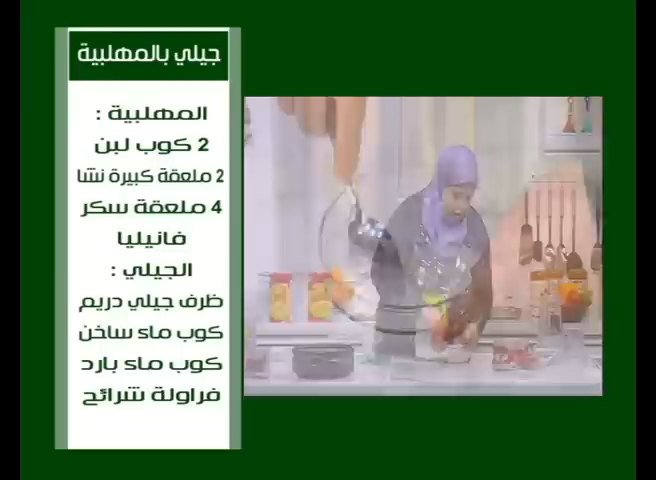 جيلي بالمهلبية
المهلبية :
2 كوب لبن
2 ملعقة كبيرة نشا
4 ملعقة سكر
فانيليا
الجيلي :
ظرف جيلي دريم
كوب ماء ساخن
كوب ماء بارد
فراولة شرائح